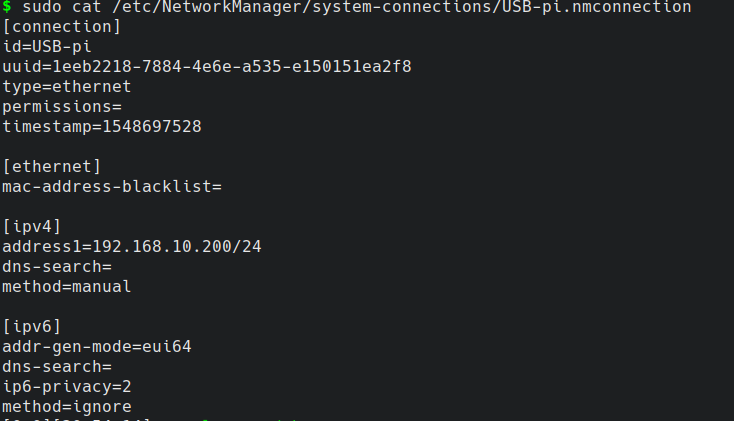 $ sudo cat /etc/NetworkManager/system-connections/USB-pi.nmconnection
[connection]
id=USB-pi
uuid=1eeb2218-7884-4e6e-a535-e150151ea2f8
type=ethernet
permissions=
timestamp=1548697528
[ethernet]
mac-address-blacklist=
[ipv4]
address1=192.168.10.200/24
dns-search=
method=manual
[ipv6]
addr-gen-mode=eui64
dns-search=
ip6-privacy=2
method=ignore